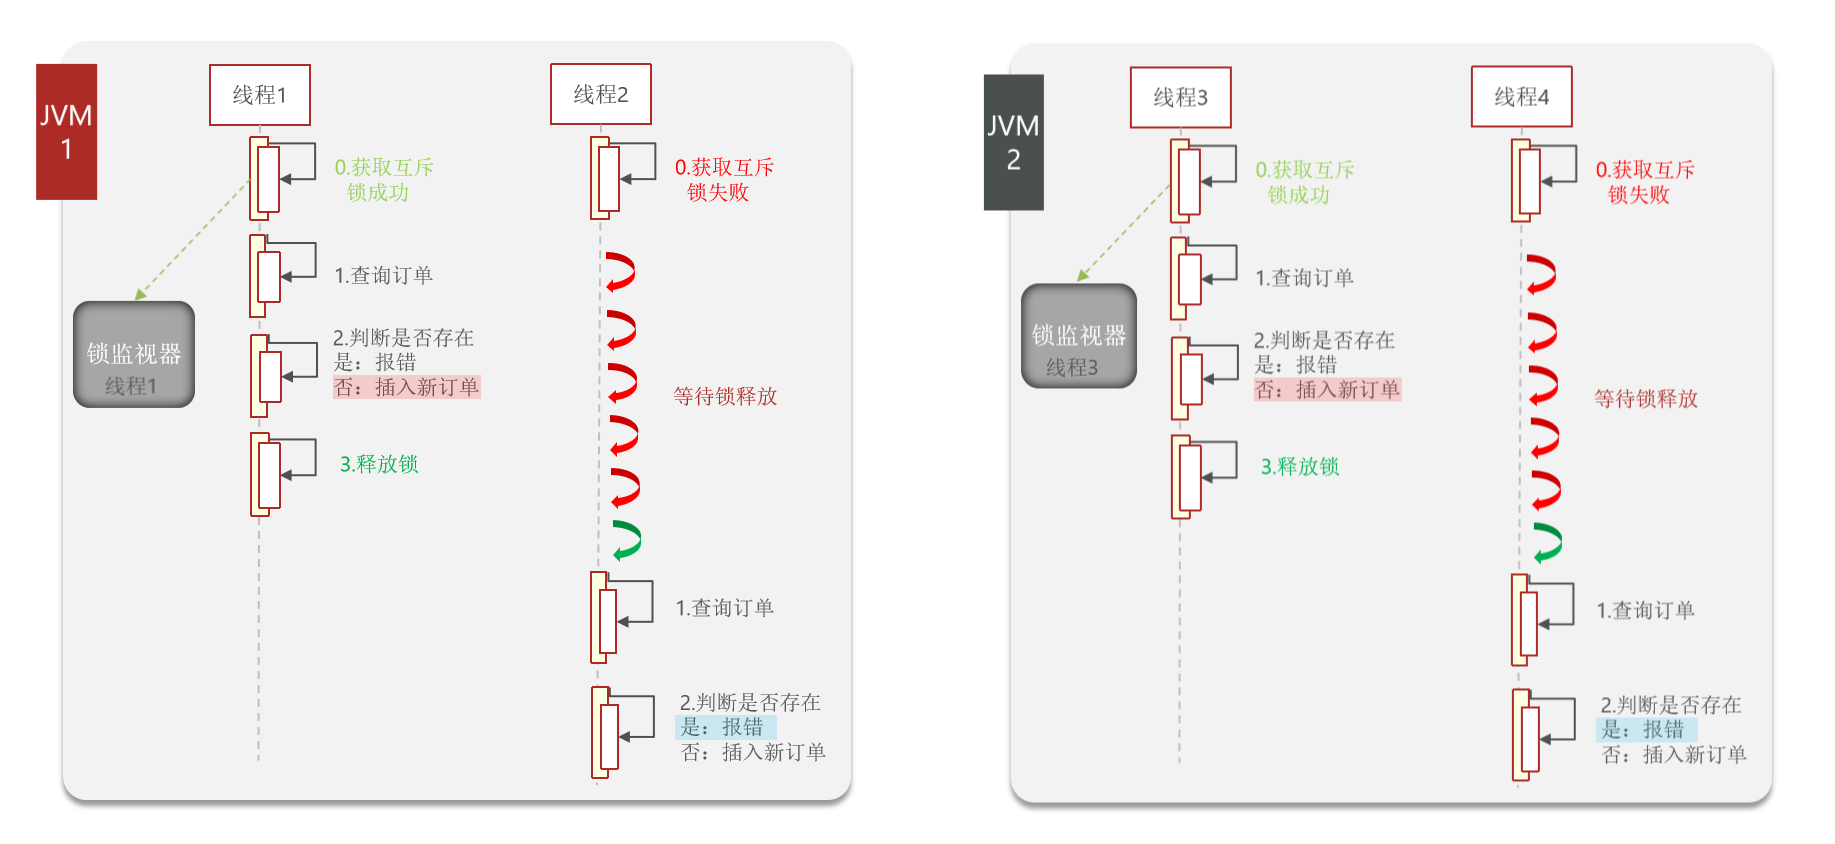 JVM
1
线程1
0.获取互斥
锁成功
1.查询订单
2.判断是否存在
是：报错
否：插入新订单
3.释放锁
锁监视器
线程1
线程2
0.获取互斥
锁失败
等待锁释放
1.查询订单
2.判断是否存在
是：报错
否：插入新订单
JVM
2
线程3
0.获取互斥
锁成功
1.查询订单
2.判断是否存在
是：报错
否：插入新订单
3.释放锁
锁监视器
线程3
线程4
0.获取互斥
锁失败
等待锁释放
1.查询订单
2.判断是否存在
是：报错
否：插入新订单